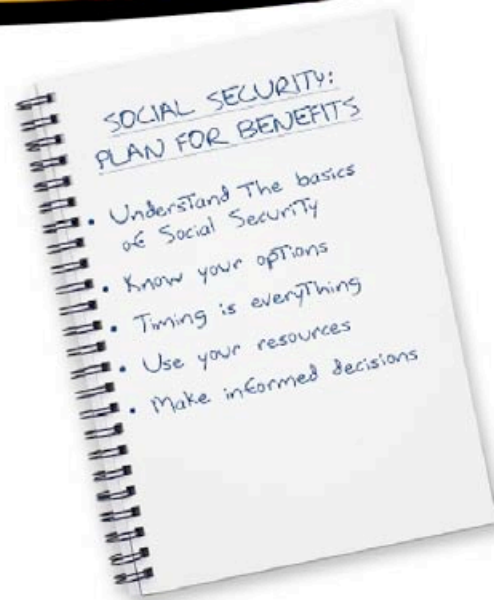 SOCIAL SECURITY:
PLAN FOR BENEFITS
• Understand The basics
of Social Security
• Know your options
• Timing is everything
• Use your resources
• Make informed decisions